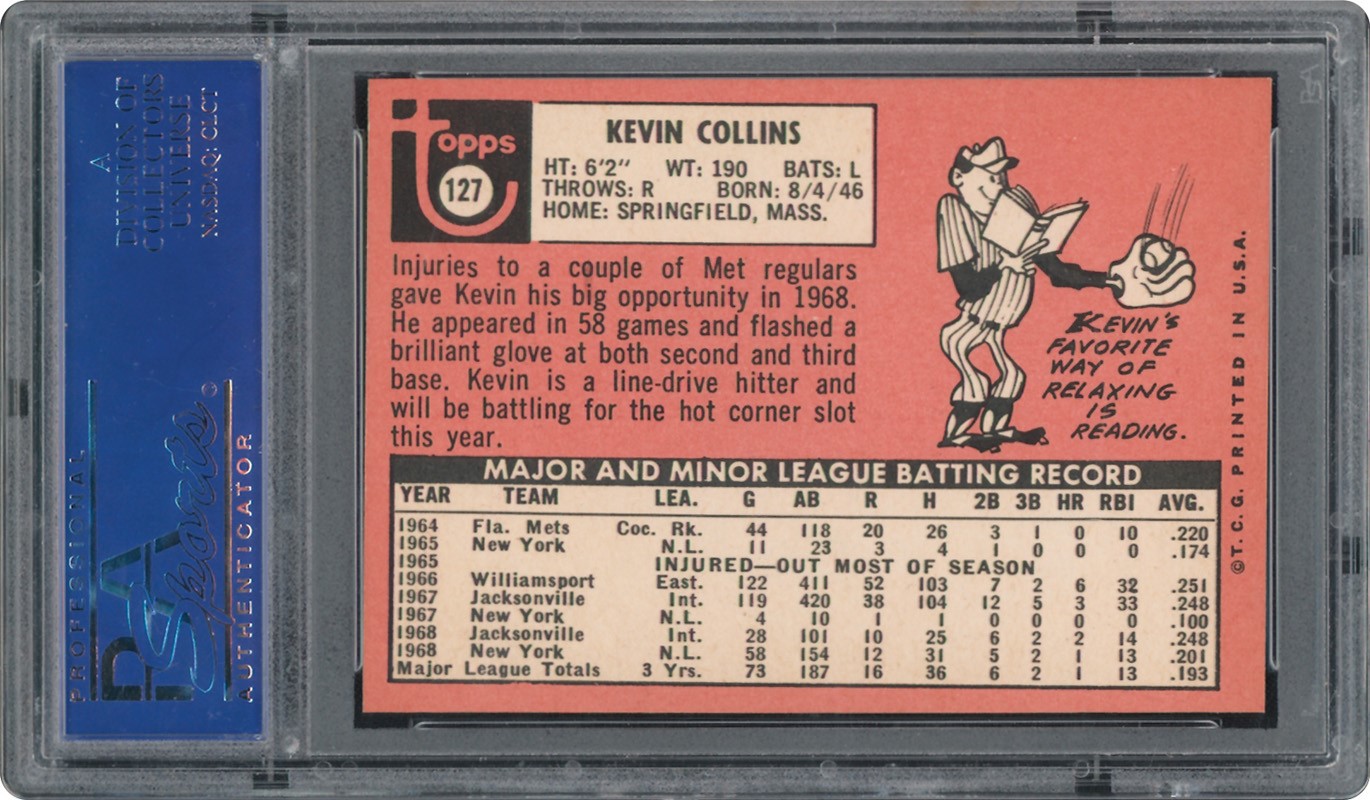 A
DIVISION OF
COLLECTORS
UNIVERSE
NASDAQ: CLCT
PROFESSIONAL
PSA
Sports
AUTHENTICATOR
topps
127
KEVIN COLLINS
HT: 6'2" WT: 190 BATS: L
THROWS: R BORN: 8/4/46
HOME: SPRINGFIELD, MASS.
Injuries to a couple of Met regulars
gave Kevin his big opportunity in 1968.
He appeared in 58 games and flashed a
brilliant glove at both second and third
base. Kevin is a line-drive hitter and
will be battling for the hot corner slot
this year.
KEVIN'S
FAVORITE
WAY OF
RELAXING
IS
READING.
©T.C.G. PRINTED IN U.S.A.
MAJOR AND MINOR LEAGUE BATTING RECORD
YEAR TEAM LEA. G AB R H 2B 3B HR RBI AVG.
1964 Fla. Mets Coc. Rk. 44 118 20 26 3 1 0 10 .220
1965 New York N.L. 11 23 3 4 1 0 0 0 .174
1965 INJURED—OUT MOST OF SEASON
1966 Williamsport East. 122 411 52 103 7 2 6 32 .251
1967 Jacksonville Int. 119 420 38 104 12 5 3 33 .248
1967 New York N.L. 4 10 1 1 0 0 0 0 .100
1968 Jacksonville Int. 28 101 10 25 6 2 2 14 .248
1968 New York N.L. 58 154 12 31 5 2 1 13 .201
Major League Totals 3 Yrs. 73 187 16 36 6 2 1 13 .193